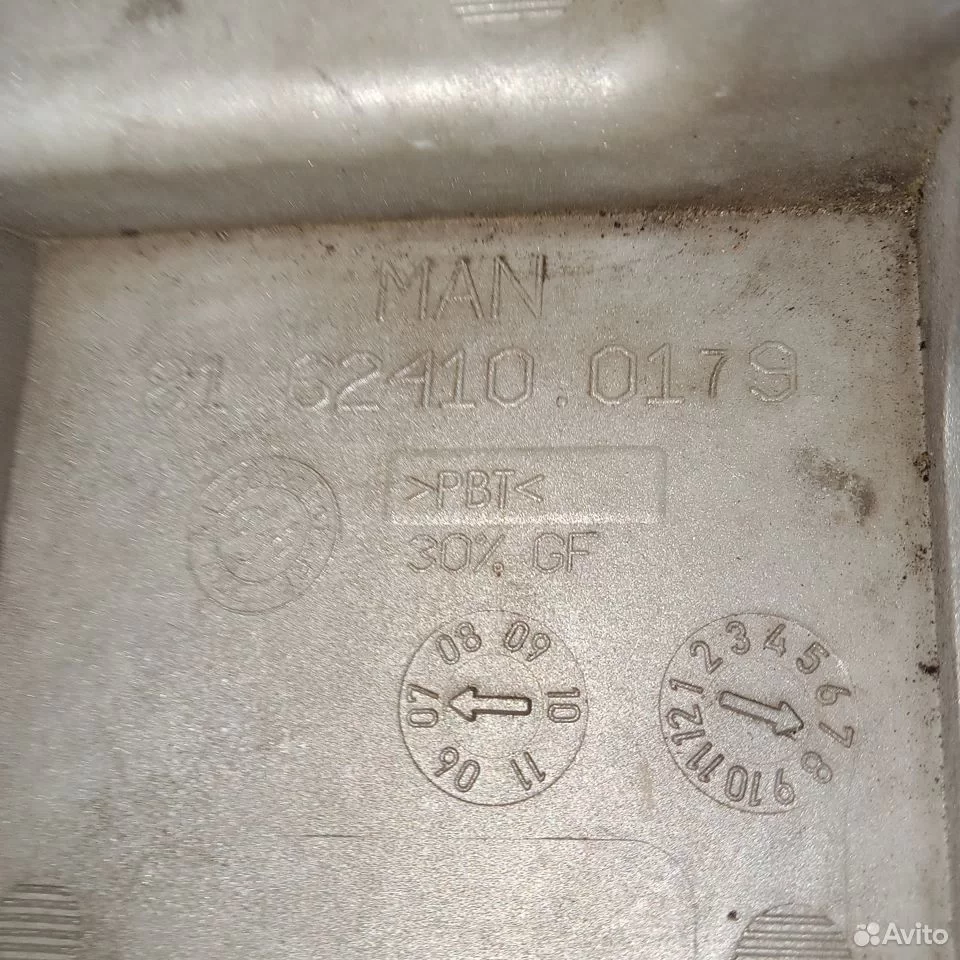 MAN
81.62410.0179
>PBT<
30% GF
06 07 08 09 10 11
1 2 3 4 5 6 7 8 9 10 11 12
Avito